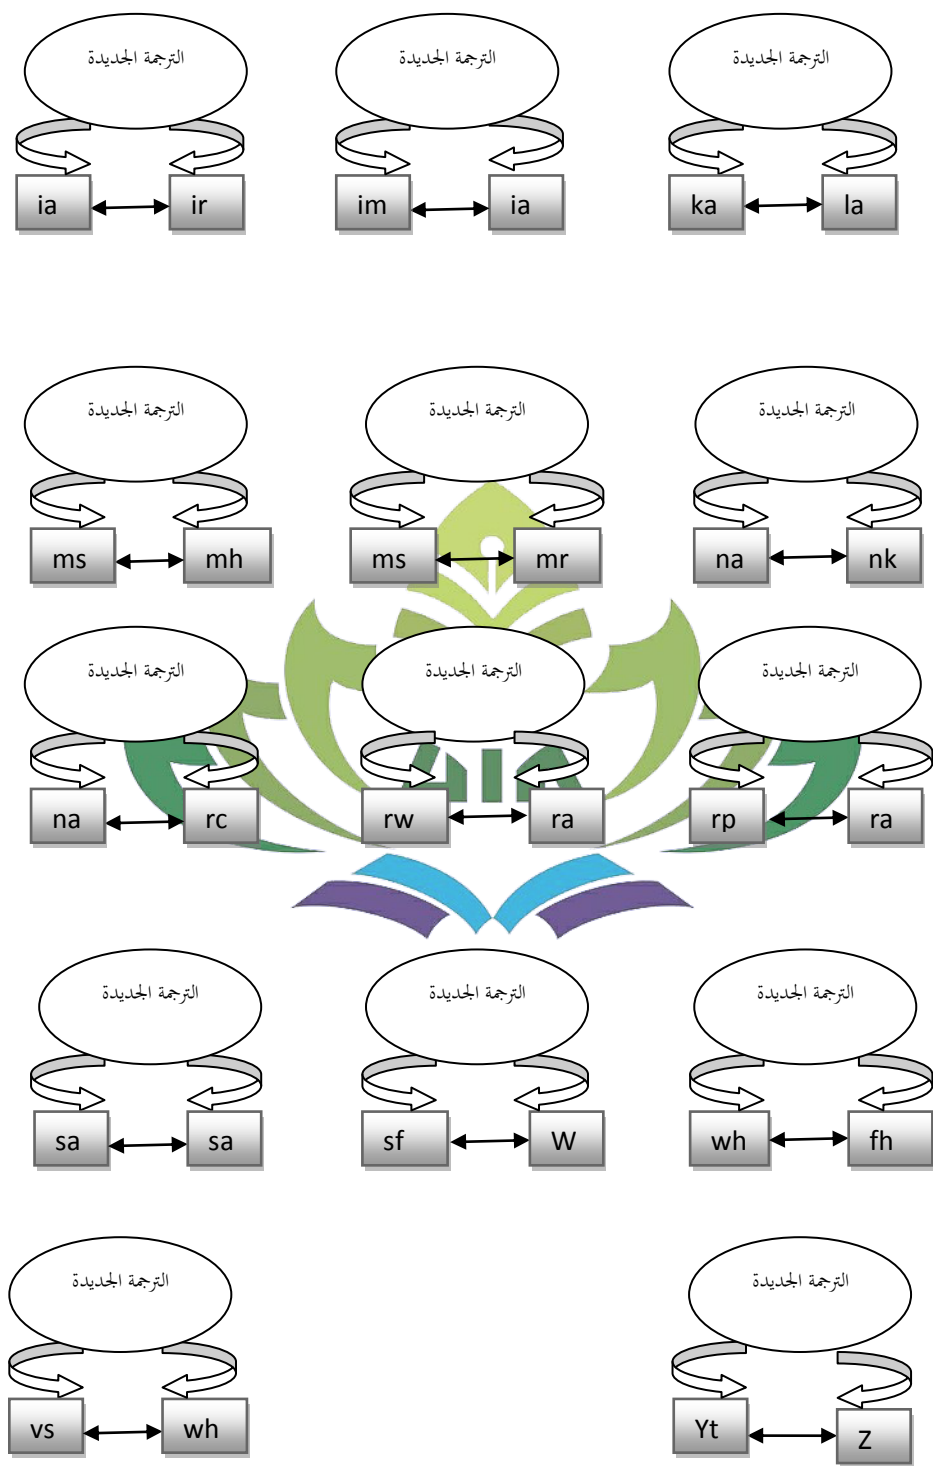 الترجمة الجديدة
الترجمة الجديدة
الترجمة الجديدة
ia ir im ia ka la
الترجمة الجديدة
الترجمة الجديدة
الترجمة الجديدة
ms mh ms mr na nk
الترجمة الجديدة
الترجمة الجديدة
الترجمة الجديدة
na rc rw ra rp ra
الترجمة الجديدة
الترجمة الجديدة
الترجمة الجديدة
sa sa sf W wh fh
الترجمة الجديدة
الترجمة الجديدة
vs wh Yt Z